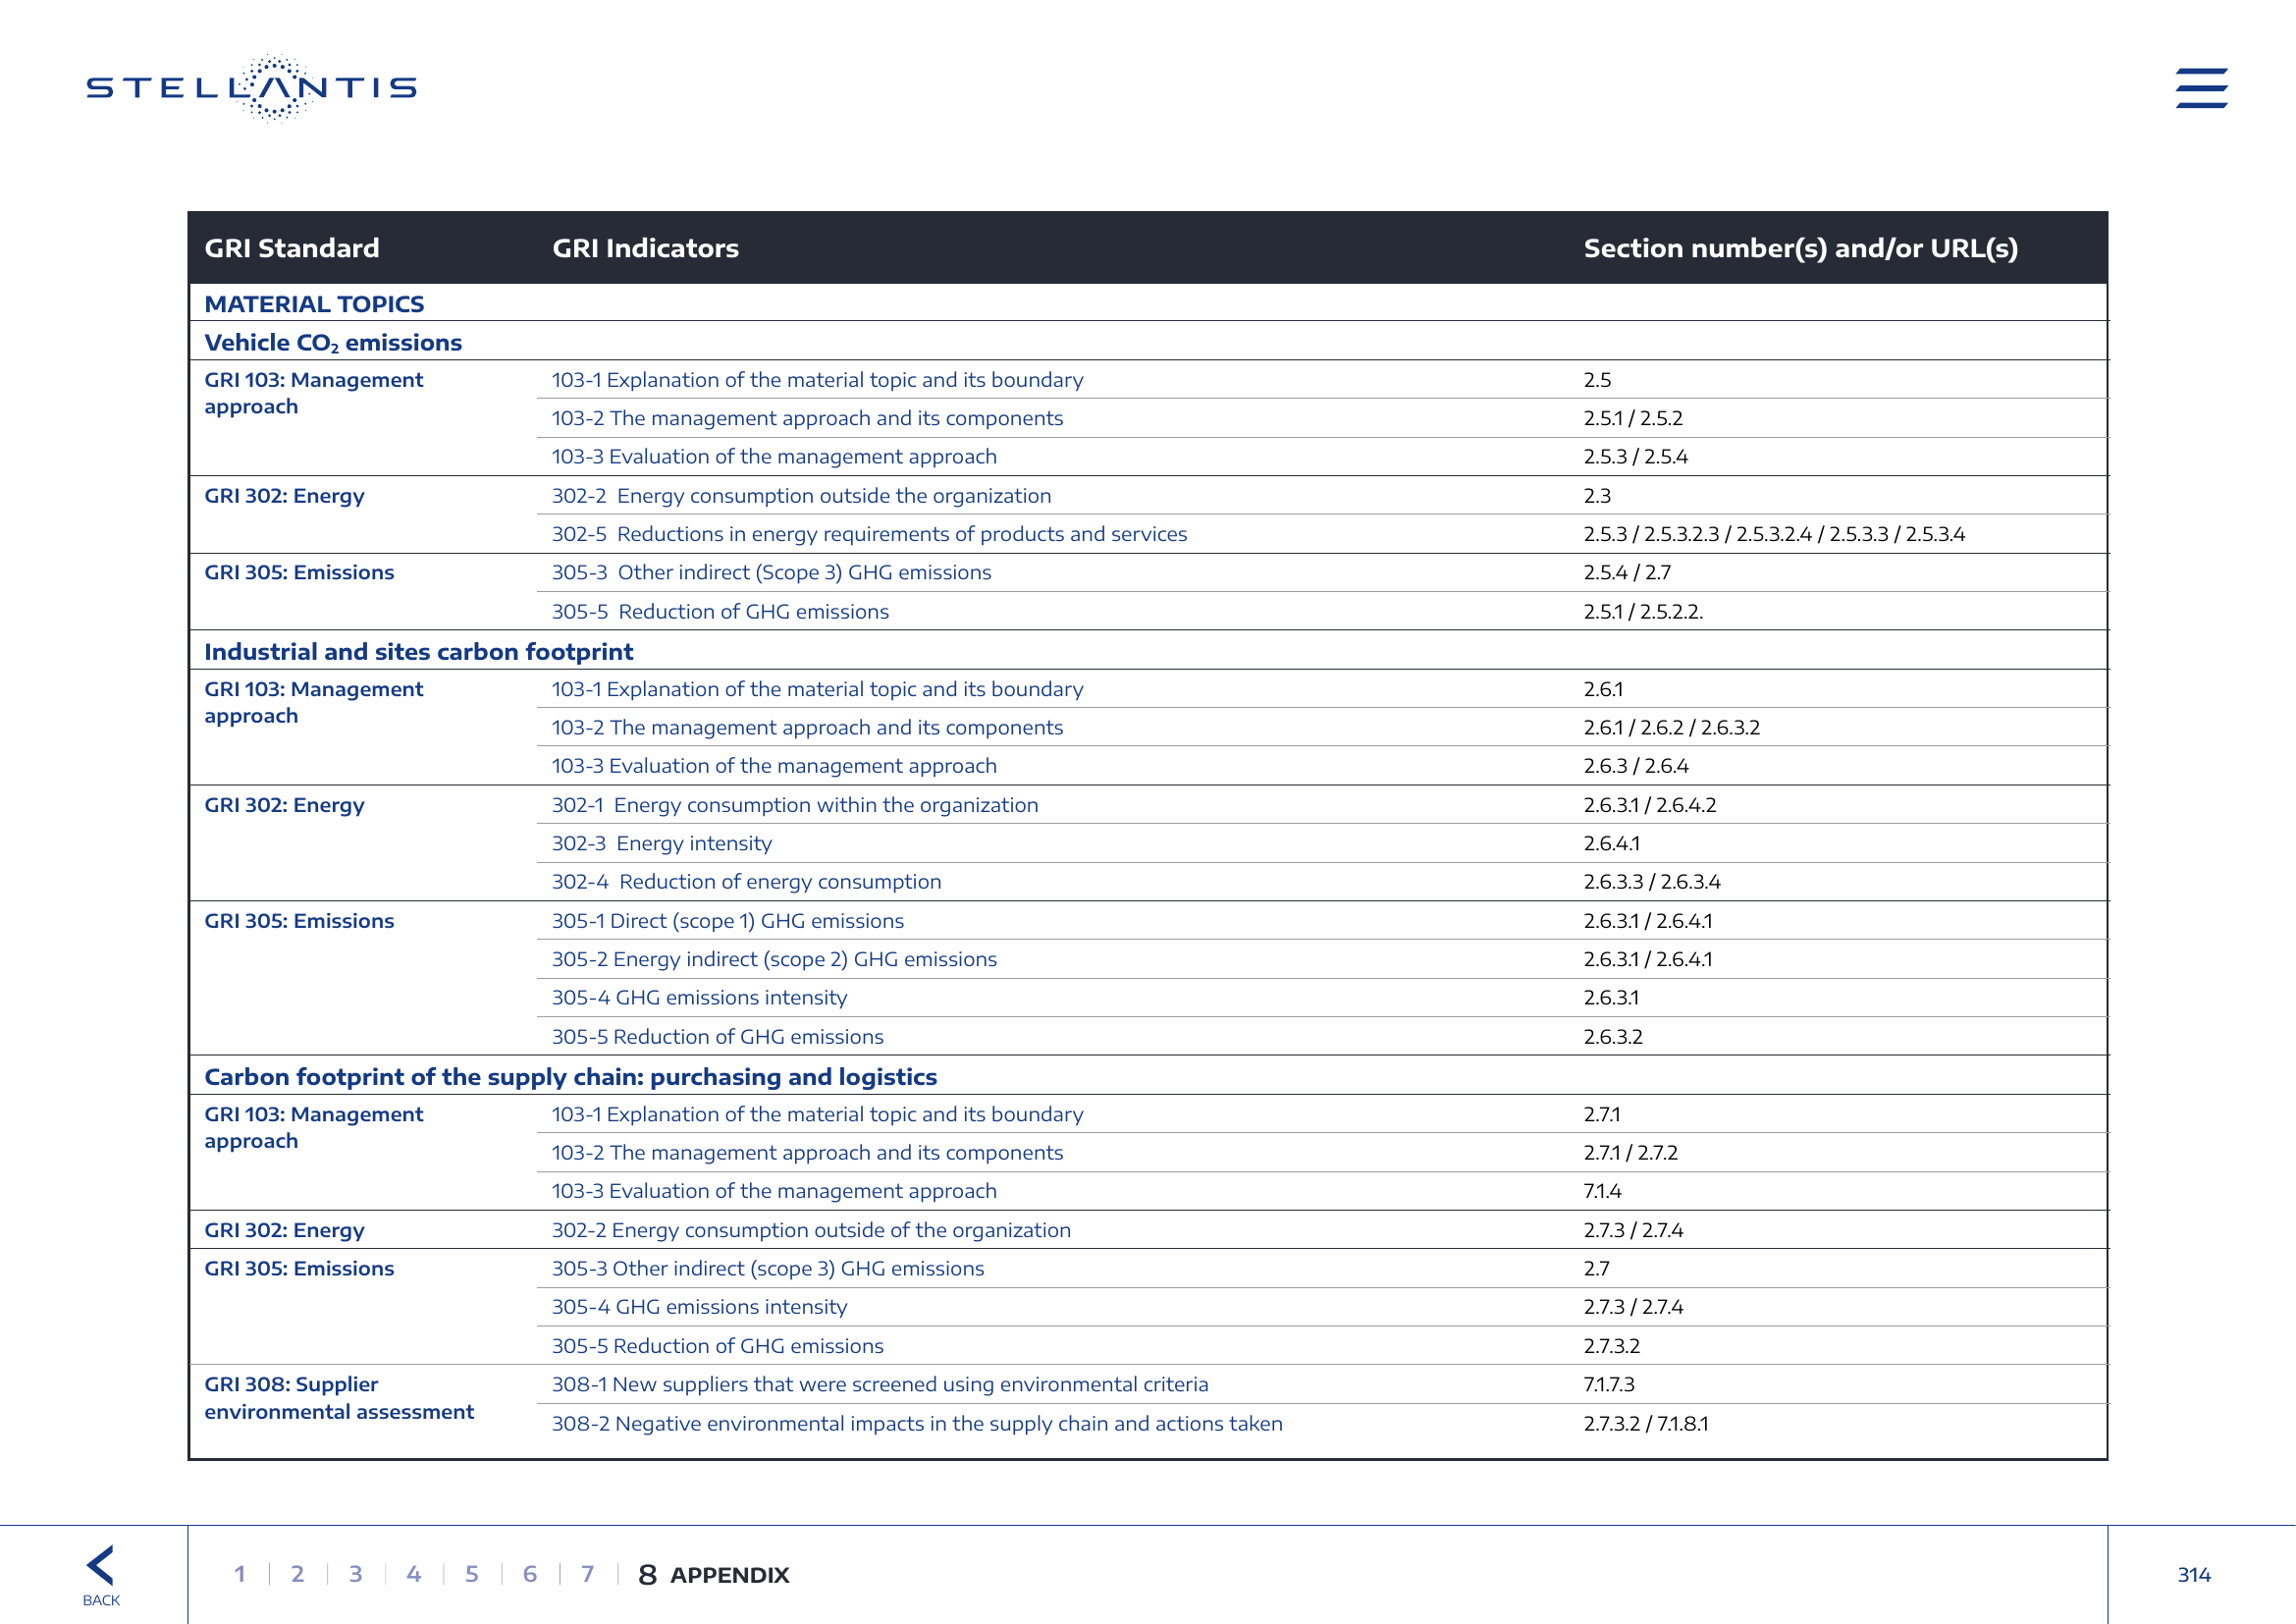 STELLANTIS
GRI Standard GRI Indicators Section number(s) and/or URL(s)
MATERIAL TOPICS
Vehicle CO₂ emissions
GRI 103: Management 103-1 Explanation of the material topic and its boundary 2.5
approach
103-2 The management approach and its components 2.5.1 / 2.5.2
103-3 Evaluation of the management approach 2.5.3 / 2.5.4
GRI 302: Energy 302-2 Energy consumption outside the organization 2.3
302-5 Reductions in energy requirements of products and services 2.5.3 / 2.5.3.2.3 / 2.5.3.2.4 / 2.5.3.3 / 2.5.3.4
GRI 305: Emissions 305-3 Other indirect (Scope 3) GHG emissions 2.5.4 / 2.7
305-5 Reduction of GHG emissions 2.5.1 / 2.5.2.2.
Industrial and sites carbon footprint
GRI 103: Management 103-1 Explanation of the material topic and its boundary 2.6.1
approach
103-2 The management approach and its components 2.6.1 / 2.6.2 / 2.6.3.2
103-3 Evaluation of the management approach 2.6.3 / 2.6.4
GRI 302: Energy 302-1 Energy consumption within the organization 2.6.3.1 / 2.6.4.2
302-3 Energy intensity 2.6.4.1
302-4 Reduction of energy consumption 2.6.3.3 / 2.6.3.4
GRI 305: Emissions 305-1 Direct (scope 1) GHG emissions 2.6.3.1 / 2.6.4.1
305-2 Energy indirect (scope 2) GHG emissions 2.6.3.1 / 2.6.4.1
305-4 GHG emissions intensity 2.6.3.1
305-5 Reduction of GHG emissions 2.6.3.2
Carbon footprint of the supply chain: purchasing and logistics
GRI 103: Management 103-1 Explanation of the material topic and its boundary 2.7.1
approach
103-2 The management approach and its components 2.7.1 / 2.7.2
103-3 Evaluation of the management approach 7.1.4
GRI 302: Energy 302-2 Energy consumption outside of the organization 2.7.3 / 2.7.4
GRI 305: Emissions 305-3 Other indirect (scope 3) GHG emissions 2.7
305-4 GHG emissions intensity 2.7.3 / 2.7.4
305-5 Reduction of GHG emissions 2.7.3.2
GRI 308: Supplier 308-1 New suppliers that were screened using environmental criteria 7.1.7.3
environmental assessment
308-2 Negative environmental impacts in the supply chain and actions taken 2.7.3.2 / 7.1.8.1
BACK
1 | 2 | 3 | 4 | 5 | 6 | 7 | 8 APPENDIX
314